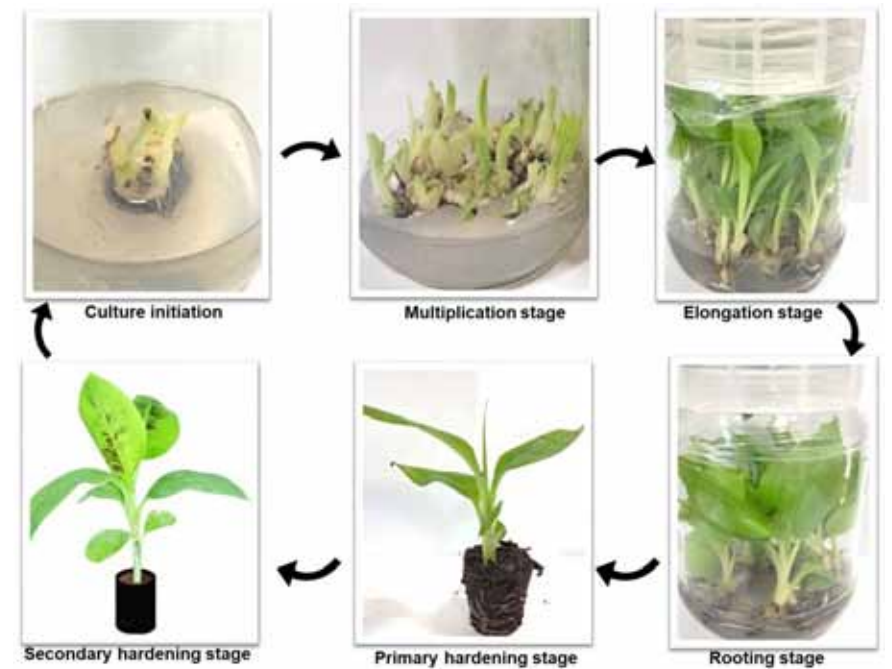 Culture initiation
Multiplication stage
Elongation stage
Secondary hardening stage
Primary hardening stage
Rooting stage